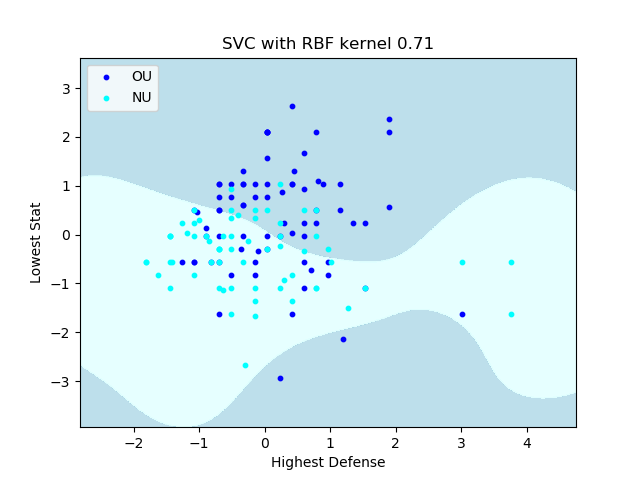 SVC with RBF kernel 0.71
OU
NU
3
2
1
0
−1
−2
−3
Lowest Stat
−2 −1 0 1 2 3 4
Highest Defense